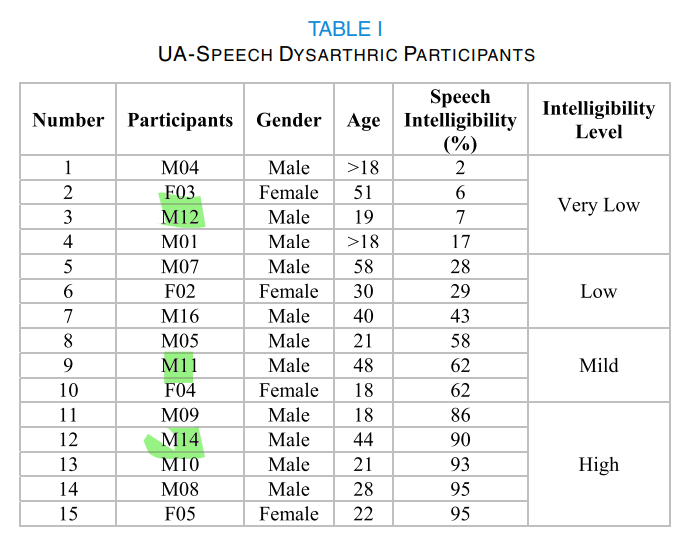 TABLE I
UA-SPEECH DYSARTHRIC PARTICIPANTS
Number Participants Gender Age Speech Intelligibility (%) Intelligibility Level
1 M04 Male >18 2 Very Low
2 F03 Female 51 6
3 M12 Male 19 7
4 M01 Male >18 17
5 M07 Male 58 28 Low
6 F02 Female 30 29
7 M16 Male 40 43
8 M05 Male 21 58 Mild
9 M11 Male 48 62
10 F04 Female 18 62
11 M09 Male 18 86 High
12 M14 Male 44 90
13 M10 Male 21 93
14 M08 Male 28 95
15 F05 Female 22 95